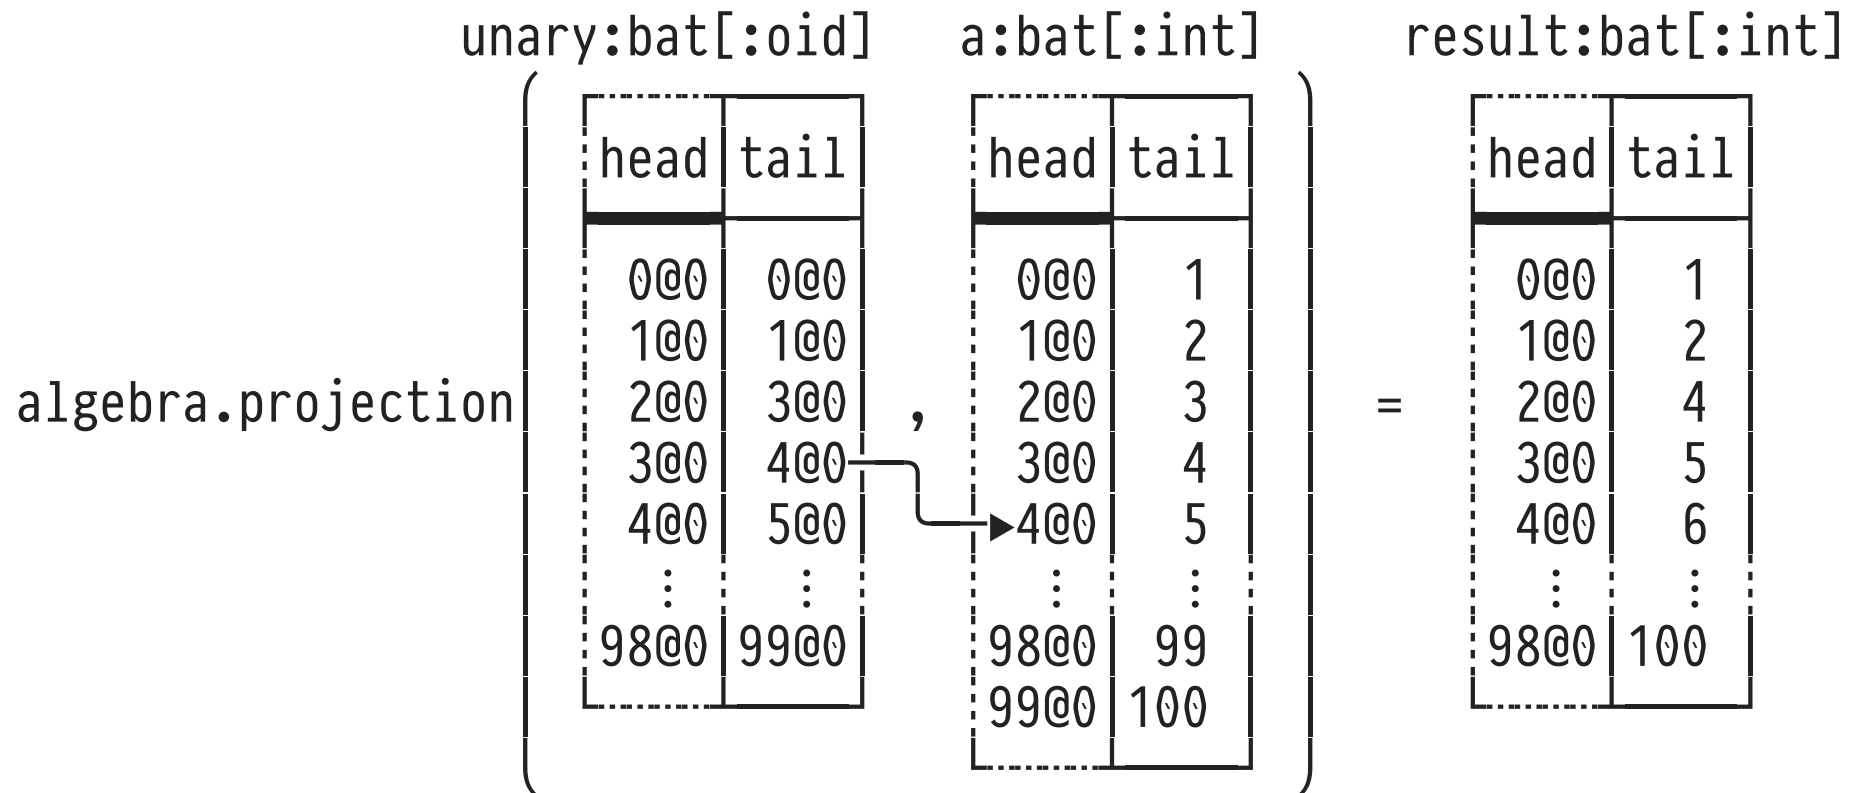 unary:bat[:oid] a:bat[:int] result:bat[:int]
head tail head tail head tail
0@0 0@0 0@0 1 0@0 1
1@0 1@0 1@0 2 1@0 2
algebra.projection ( 2@0 3@0 , 2@0 3 ) = 2@0 4
3@0 4@0 3@0 4 3@0 5
4@0 5@0 4@0 5 4@0 6
⋮ ⋮ ⋮ ⋮ ⋮ ⋮
98@0 99@0 98@0 99 98@0 100
99@0 100